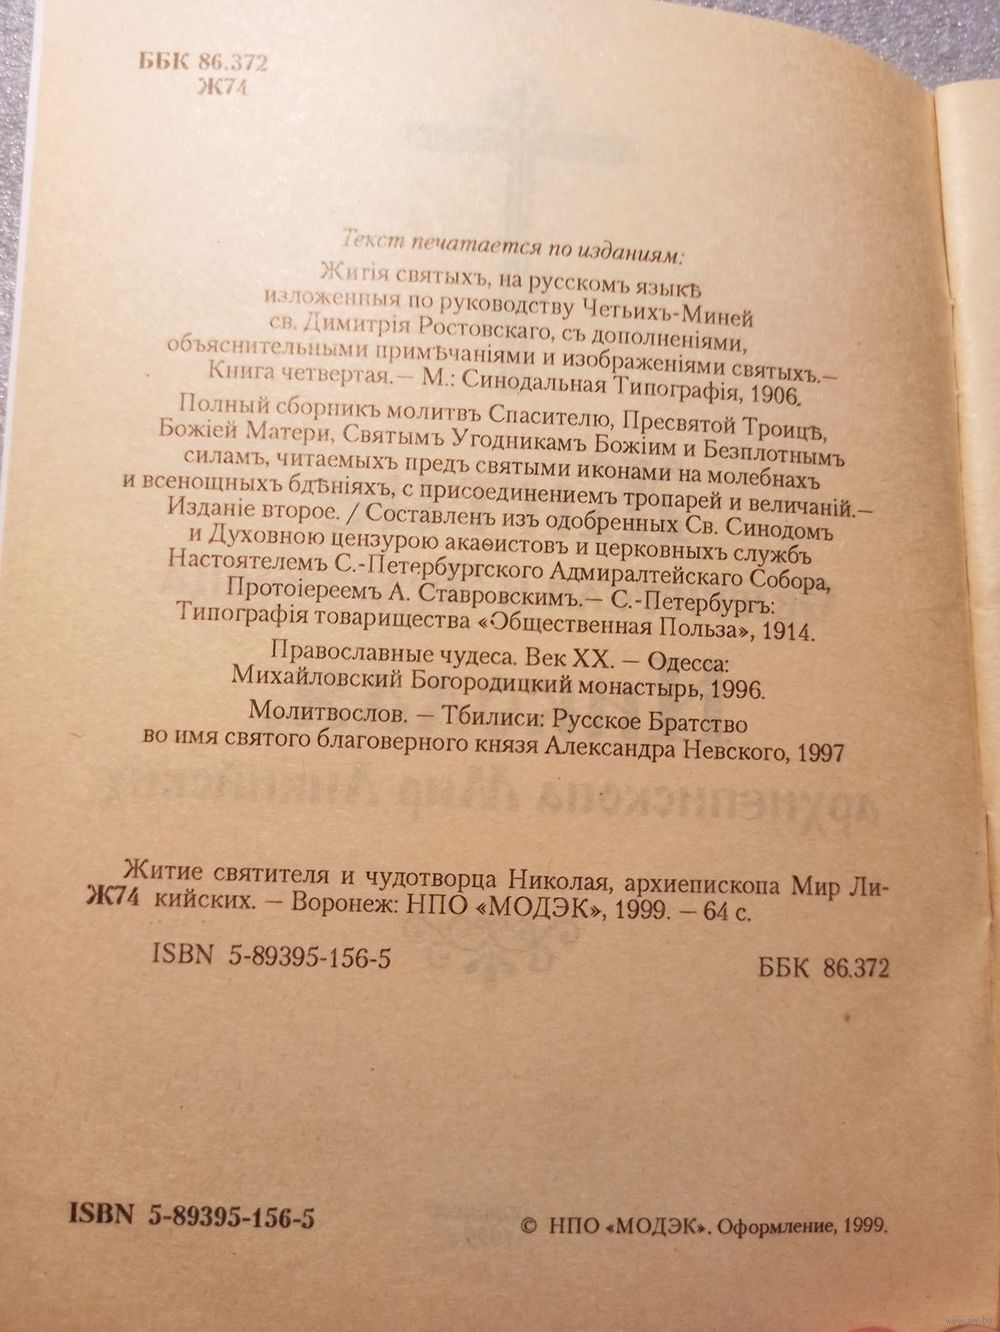 ББК 86.372
Ж74
Текст печатается по изданиям:
Житія святыхъ, на русскомъ языкѣ
изложенныя по руководству Четьихъ-Миней
св. Димитрія Ростовскаго, съ дополненіями,
объяснительными примѣчаніями и изображеніями святыхъ.—
Книга четвертая.— М.: Синодальная Типографія, 1906.
Полный сборникъ молитвъ Спасителю, Пресвятой Троицѣ,
Божіей Матери, Святымъ Угодникамъ Божіим и Безплотнымъ
силамъ, читаемыхъ предъ святыми иконами на молебнахъ
и всенощныхъ бдѣніяхъ, с присоединеніемъ тропарей и величаній.—
Изданіе второе. / Составленъ изъ одобренных Св. Синодомъ
и Духовною цензурою акаѳистовъ и церковныхъ службъ
Настоятелемъ С.-Петербургского Адмиралтейскаго Собора,
Протоіереемъ А. Ставровскимъ.— С.-Петербургъ:
Типографія товарищества «Общественная Польза», 1914.
Православные чудеса. Век XX. — Одесса:
Михайловский Богородицкий монастырь, 1996.
Молитвослов. — Тбилиси: Русское Братство
во имя святого благоверного князя Александра Невского, 1997
Житие святителя и чудотворца Николая, архиепископа Мир Ли-
Ж74 кийских. — Воронеж: НПО «МОДЭК», 1999. — 64 с.
ISBN 5-89395-156-5
ББК 86.372
ISBN 5-89395-156-5
© НПО «МОДЭК». Оформление, 1999.
www.ay.by